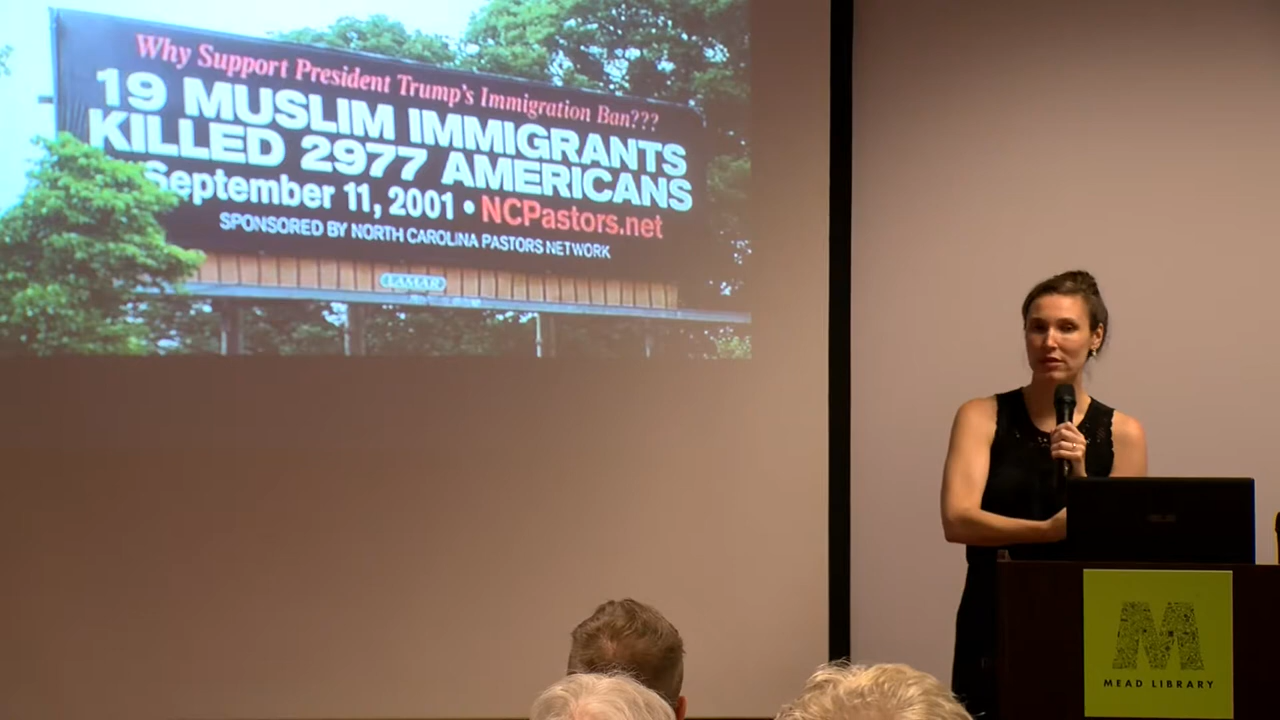 Why Support President Trump's Immigration Ban???
19 MUSLIM IMMIGRANTS
KILLED 2977 AMERICANS
September 11, 2001 • NCPastors.net
SPONSORED BY NORTH CAROLINA PASTORS NETWORK
LAMAR
M
MEAD LIBRARY